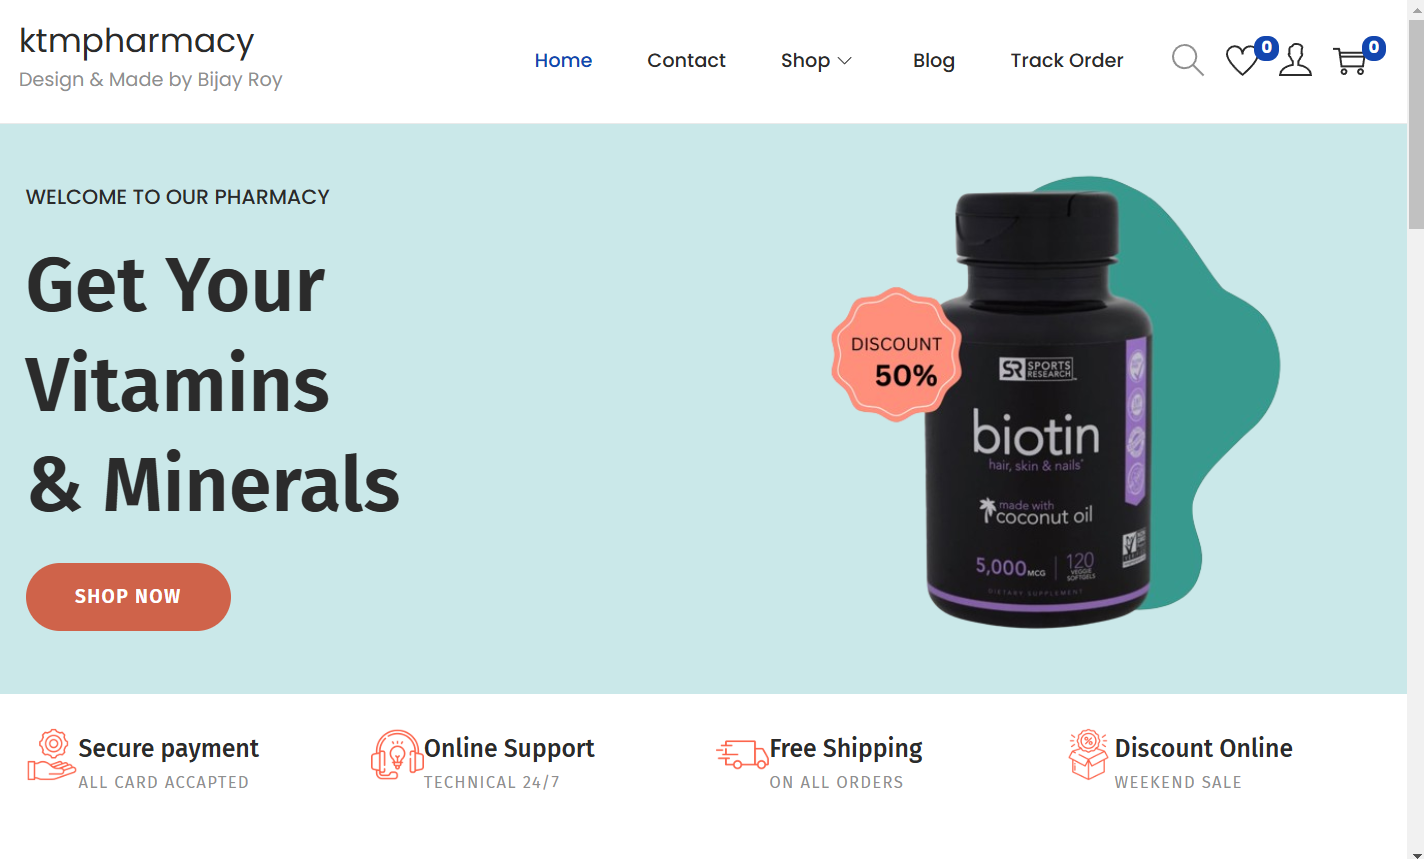 ktmpharmacy
Design & Made by Bijay Roy
Home
Contact
Shop
Blog
Track Order
0
0
WELCOME TO OUR PHARMACY
Get Your
Vitamins
& Minerals
SHOP NOW
DISCOUNT
50%
SR SPORTS
RESEARCH
biotin
hair, skin & nails
made with
coconut oil
5,000 MCG
120
VEGGIE
SOFTGELS
DIETARY SUPPLEMENT
Secure payment
ALL CARD ACCAPTED
Online Support
TECHNICAL 24/7
Free Shipping
ON ALL ORDERS
Discount Online
WEEKEND SALE